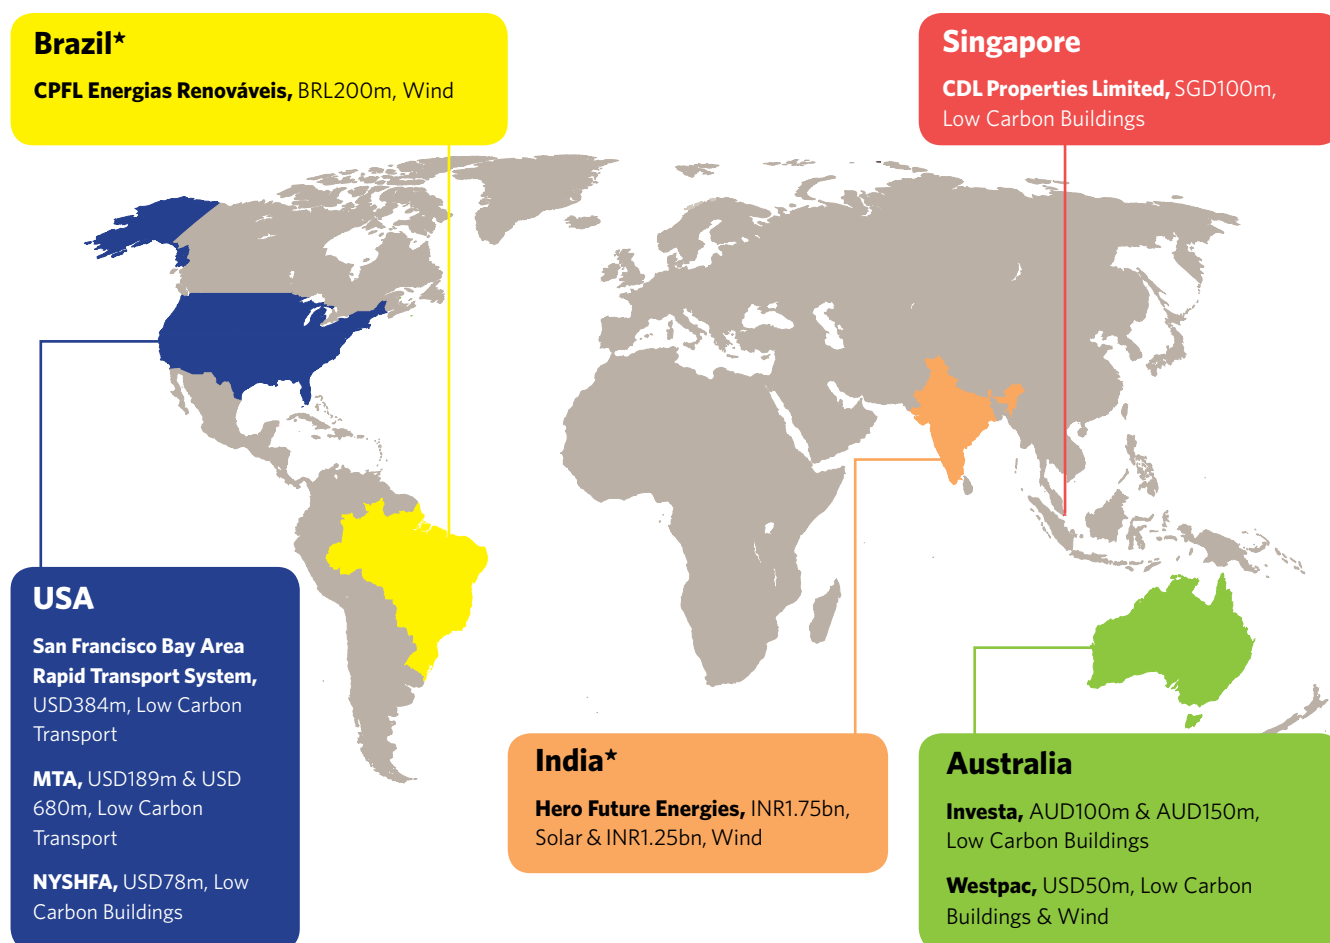 Brazil★
CPFL Energias Renováveis, BRL200m, Wind
Singapore
CDL Properties Limited, SGD100m,
Low Carbon Buildings
USA
San Francisco Bay Area
Rapid Transport System,
USD384m, Low Carbon
Transport
MTA, USD189m & USD
680m, Low Carbon
Transport
NYSHFA, USD78m, Low
Carbon Buildings
India★
Hero Future Energies, INR1.75bn,
Solar & INR1.25bn, Wind
Australia
Investa, AUD100m & AUD150m,
Low Carbon Buildings
Westpac, USD50m, Low Carbon
Buildings & Wind